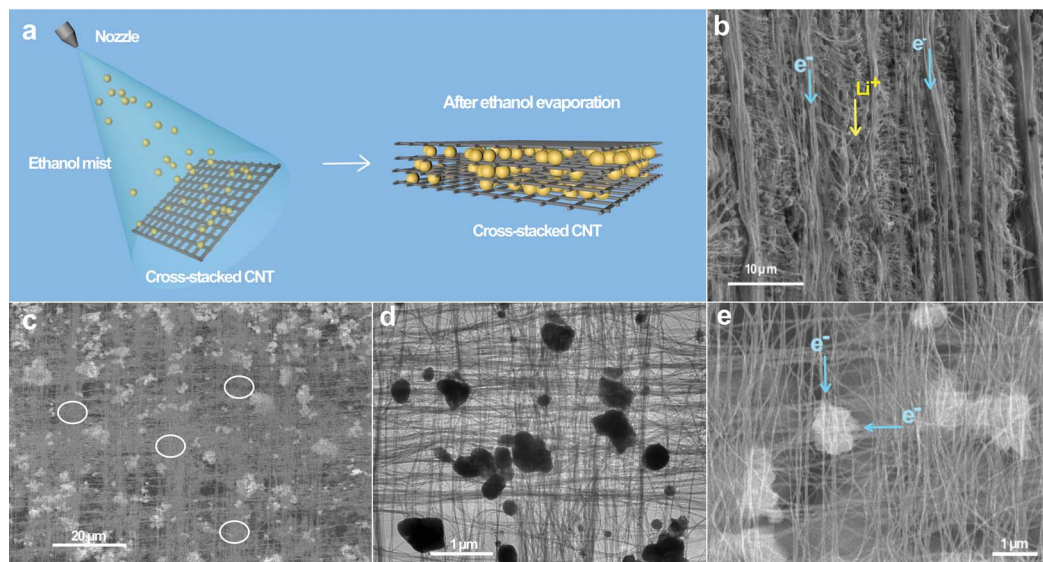 a
Nozzle
Ethanol mist
Cross-stacked CNT
After ethanol evaporation
Cross-stacked CNT
b
e-
Li+
e-
10 μm
c
20 μm
d
1 μm
e
e-
e-
1 μm